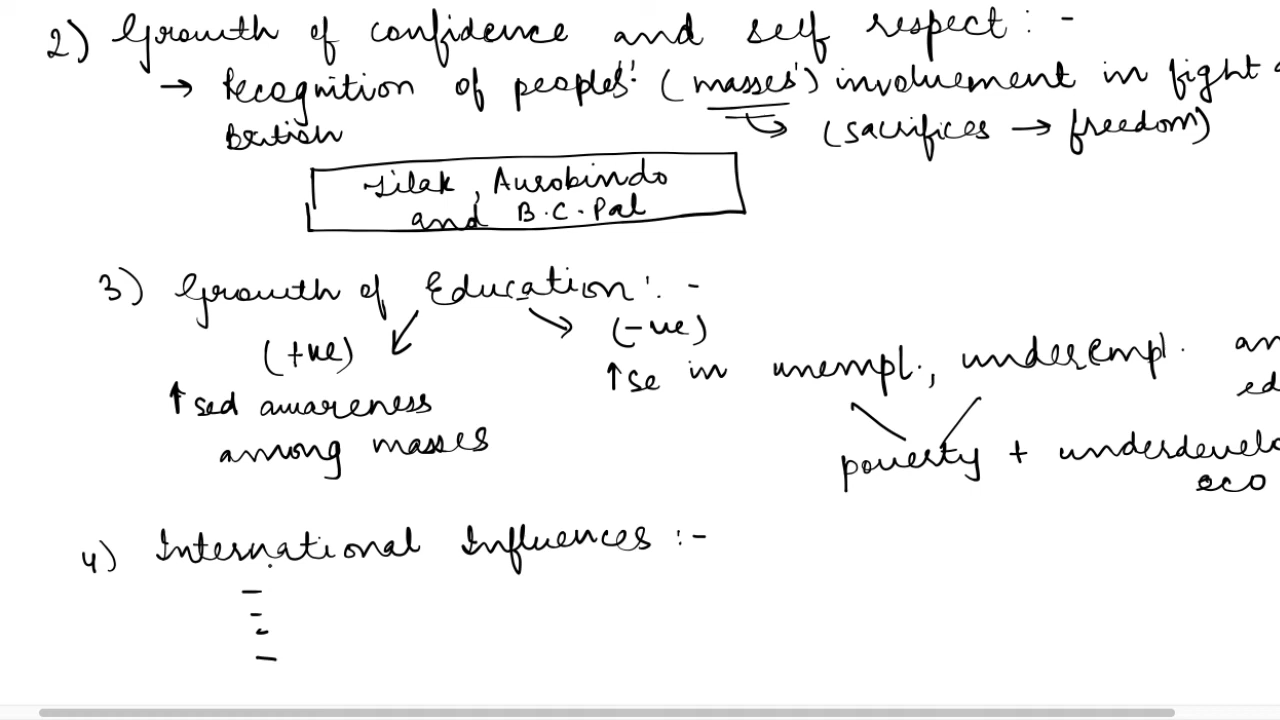 2) Growth of confidence and self respect : -
→ Recognition of peoples' (masses') involvement in fight
British
(sacrifices → freedom)
Tilak, Aurobindo
and B.C. Pal
3) Growth of Education : -
(+ve)
(-ve)
↑sed awareness
among masses
↑se in unempl., underempl. an
ed
poverty + underdevelo
eco
4) International Influences : -
-
-
-
-